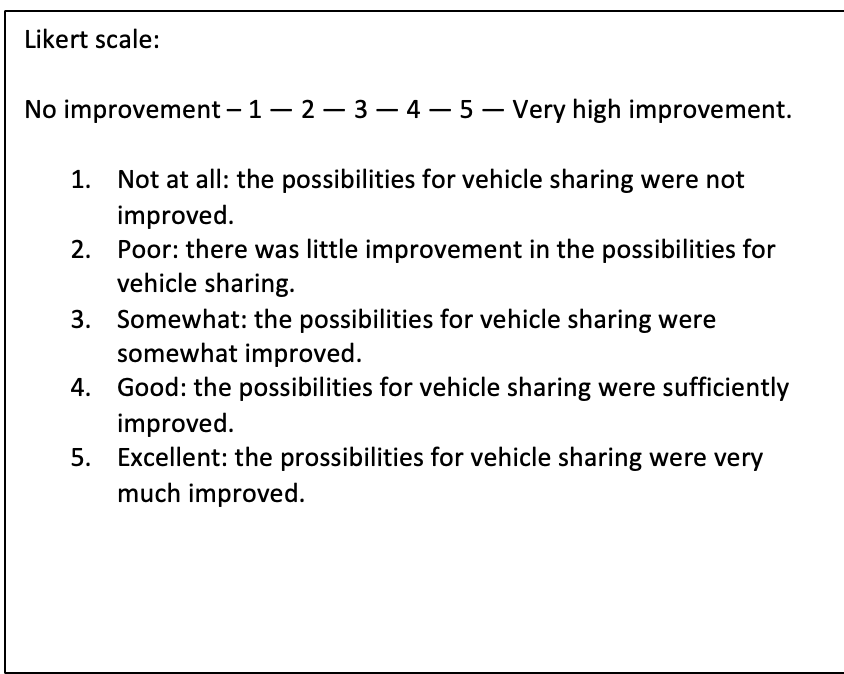 Likert scale:
No improvement – 1 — 2 — 3 — 4 — 5 — Very high improvement.
1. Not at all: the possibilities for vehicle sharing were not
improved.
2. Poor: there was little improvement in the possibilities for
vehicle sharing.
3. Somewhat: the possibilities for vehicle sharing were
somewhat improved.
4. Good: the possibilities for vehicle sharing were sufficiently
improved.
5. Excellent: the prossibilities for vehicle sharing were very
much improved.